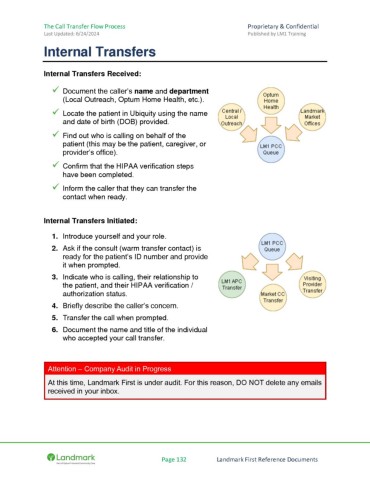 The Call Transfer Flow Process
Proprietary & Confidential
Last Updated: 6/24/2024
Published by LM1 Training
Internal Transfers
Internal Transfers Received:
✓ Document the caller's name and department
(Local Outreach, Optum Home Health, etc.).
✓ Locate the patient in Ubiquity using the name
and date of birth (DOB) provided.
✓ Find out who is calling on behalf of the
patient (this may be the patient, caregiver, or
provider's office).
✓ Confirm that the HIPAA verification steps
have been completed.
✓ Inform the caller that they can transfer the
contact when ready.
Optum
Home
Health
Central /
Local
Outreach
Landmark
Market
Offices
LM1 PCC
Queue
Internal Transfers Initiated:
1. Introduce yourself and your role.
2. Ask if the consult (warm transfer contact) is
ready for the patient's ID number and provide
it when prompted.
3. Indicate who is calling, their relationship to
the patient, and their HIPAA verification /
authorization status.
4. Briefly describe the caller's concern.
5. Transfer the call when prompted.
6. Document the name and title of the individual
who accepted your call transfer.
LM1 PCC
Queue
LM1 APC
Transfer
Market CC
Transfer
Visiting
Provider
Transfer
Attention – Company Audit in Progress
At this time, Landmark First is under audit. For this reason, DO NOT delete any emails
received in your inbox.
Landmark
Page 132
Landmark First Reference Documents